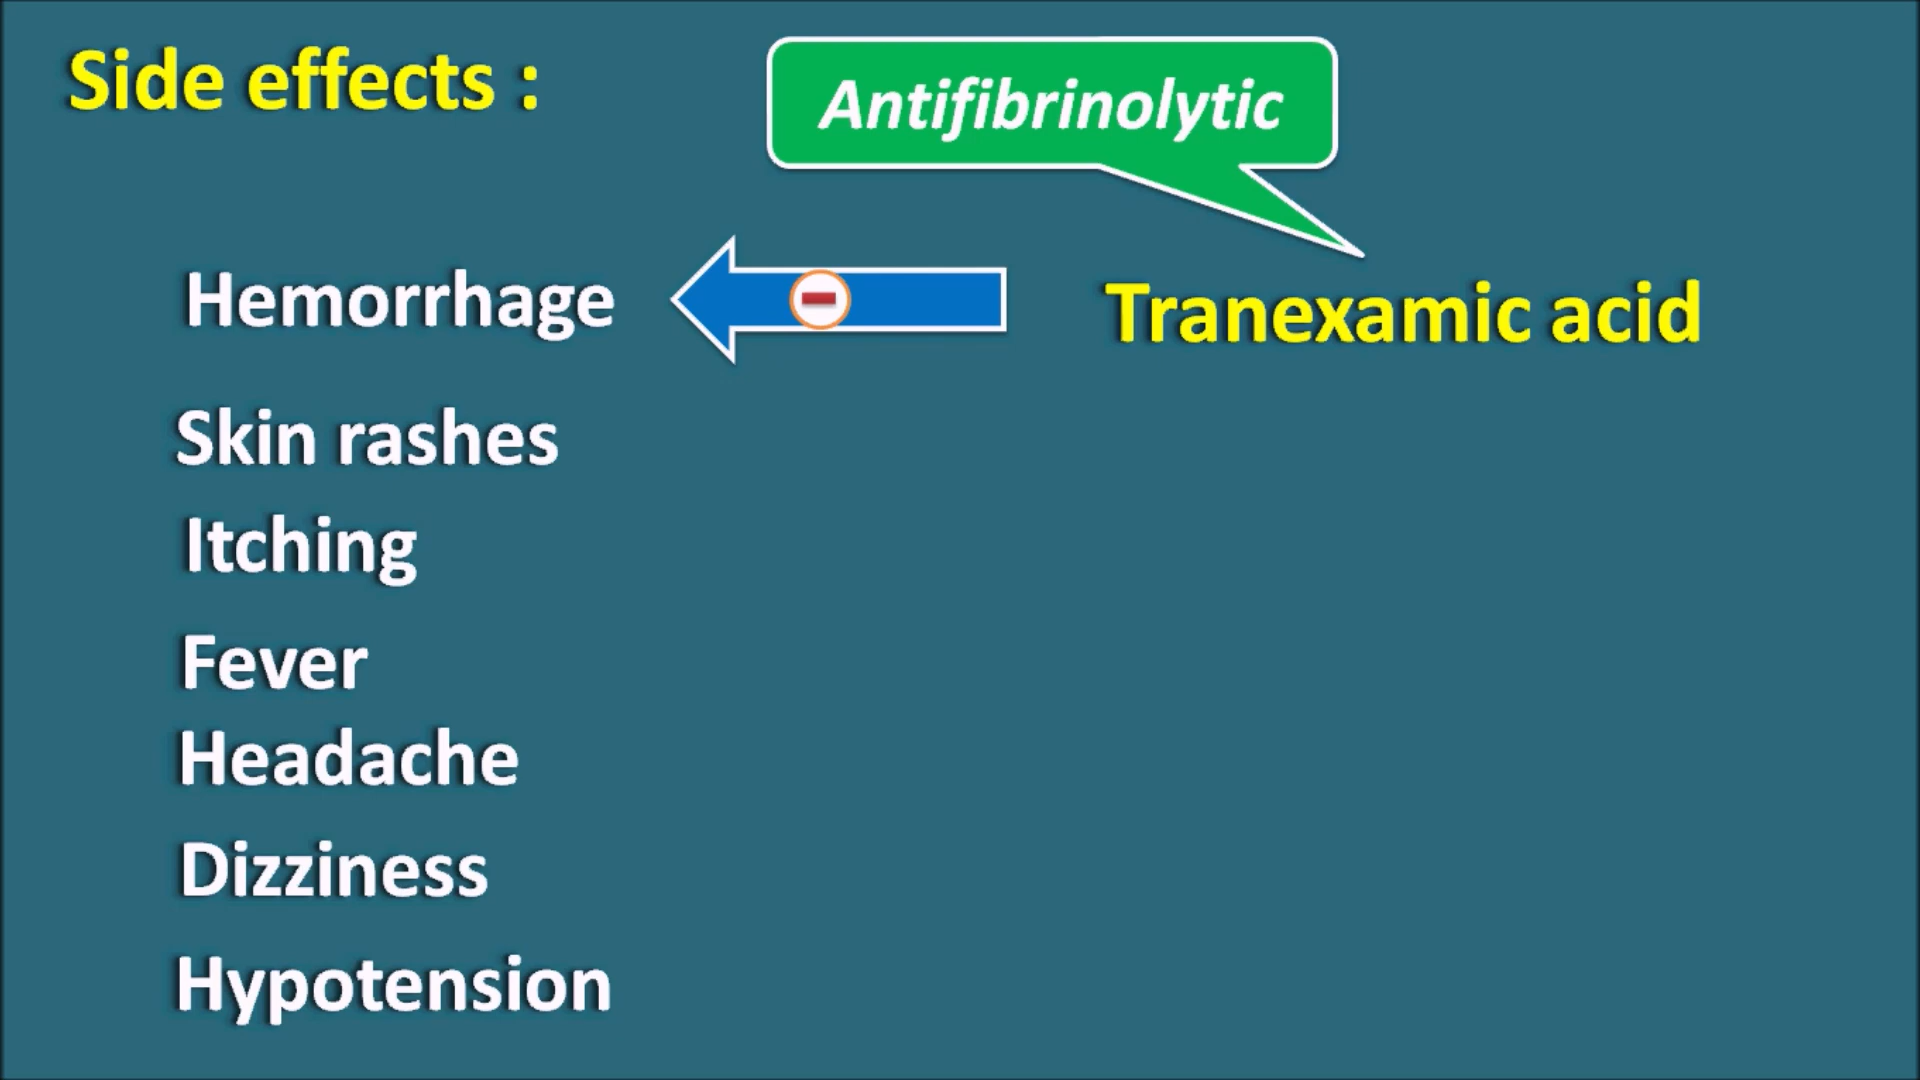 Side effects :
Antifibrinolytic
Hemorrhage
Tranexamic acid
Skin rashes
Itching
Fever
Headache
Dizziness
Hypotension